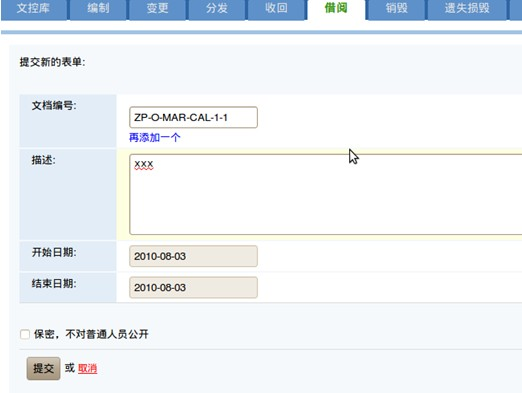 文控库 编制 变更 分发 收回 借阅 销毁 遗失损毁
提交新的表单:
文档编号:
ZP-O-MAR-CAL-1-1
再添加一个
描述:
xxx
开始日期:
2010-08-03
结束日期:
2010-08-03
保密，不对普通人员公开
提交 或 取消